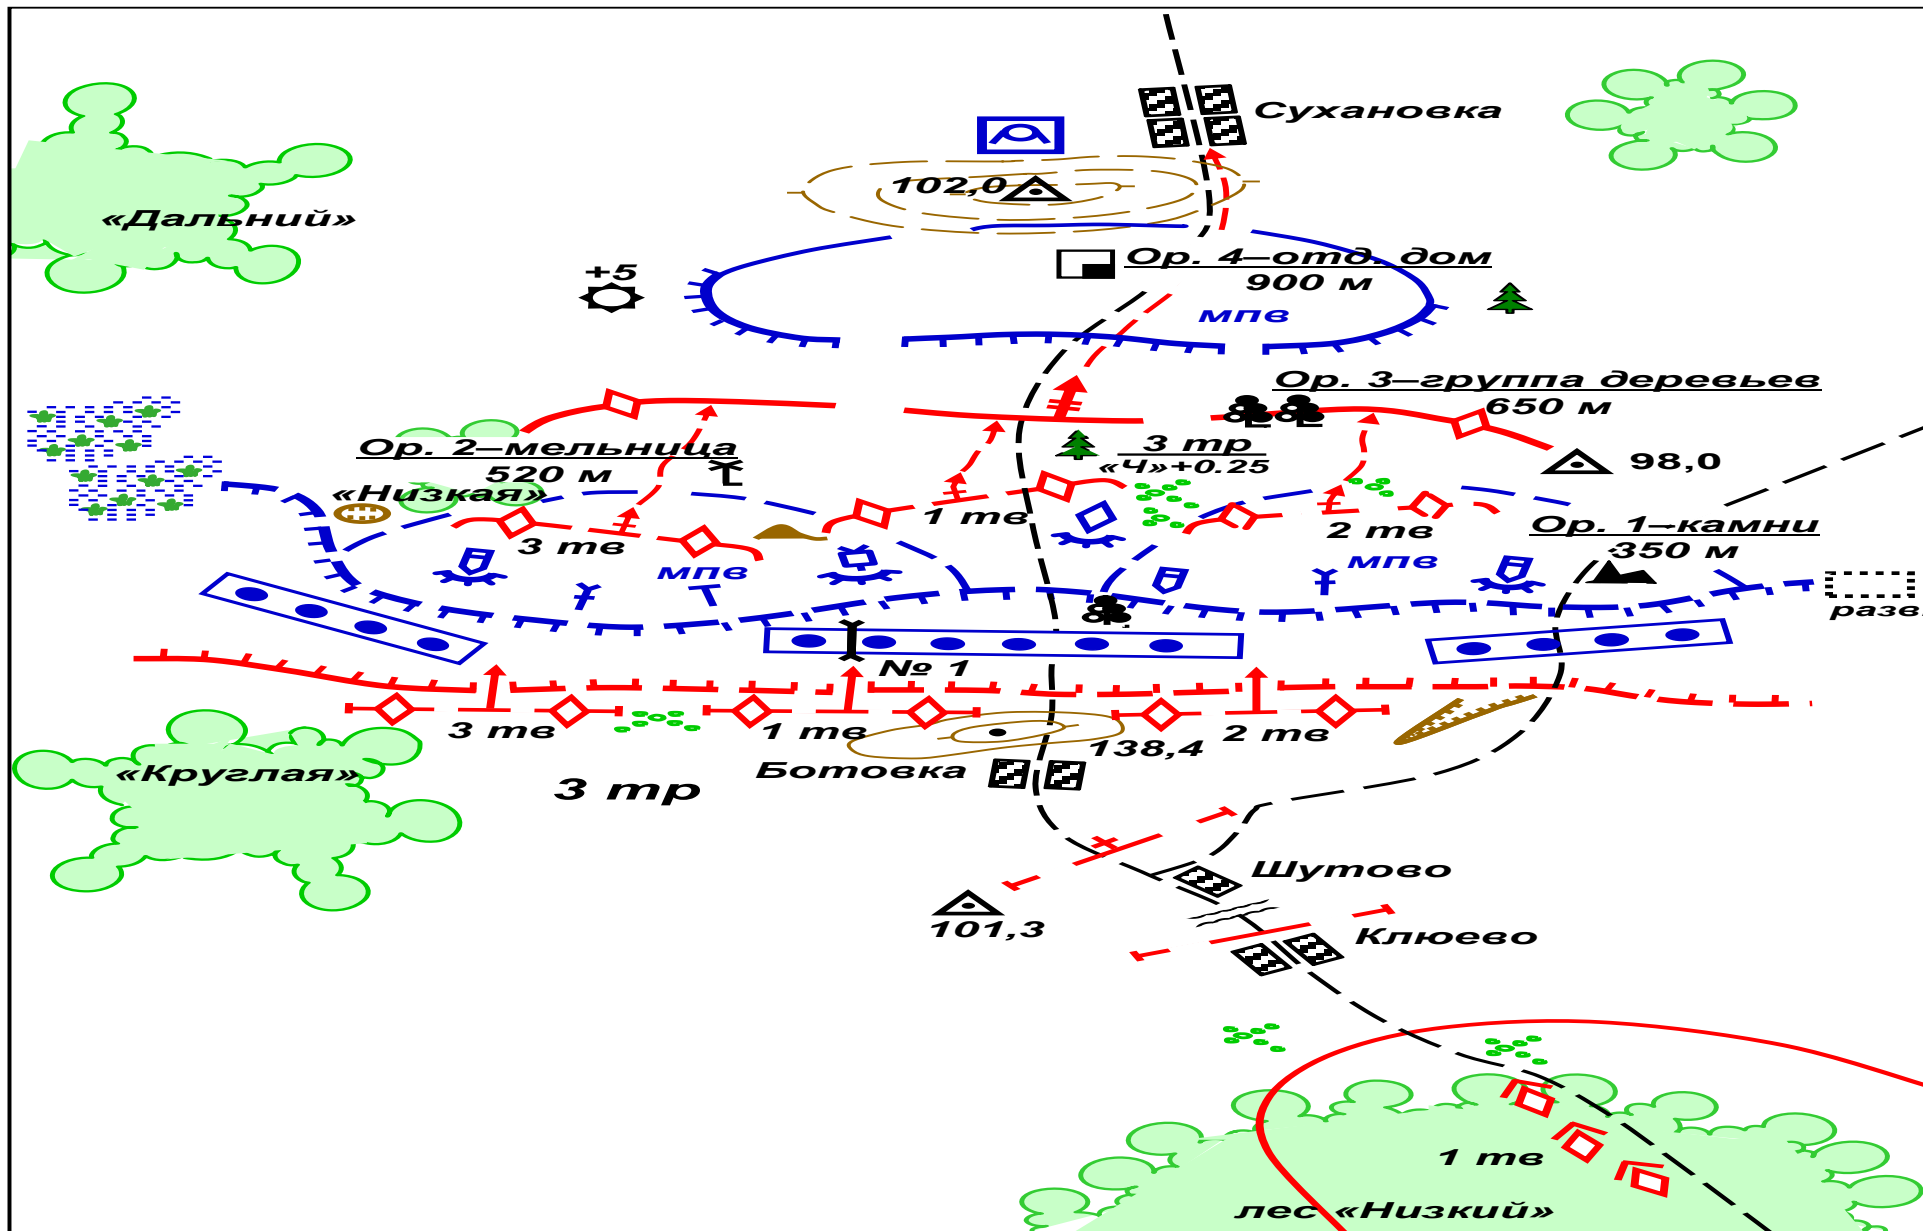 Сухановка
102,0
«Дальний»
Ор. 4–отд. дом
900 м
+5
мпв
Ор. 3–группа деревьев
650 м
Ор. 2–мельница
520 м
3 тр
«Ч»+0.25
98,0
«Низкая»
1 тв
2 тв
Ор. 1–камни
350 м
3 тв
мпв
мпв
разв.
№ 1
3 тв
1 тв
2 тв
138,4
Ботовка
«Круглая»
3 тр
Шутово
101,3
Клюево
1 тв
лес «Низкий»